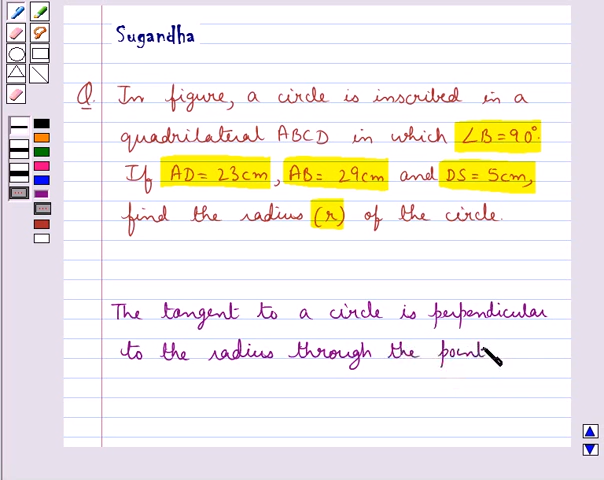 Sugandha
Q. In figure, a circle is inscribed in a
quadrilateral ABCD in which ∠B=90°.
If AD=23cm, AB=29cm and DS=5cm,
find the radius (r) of the circle.
The tangent to a circle is perpendicular
to the radius through the point